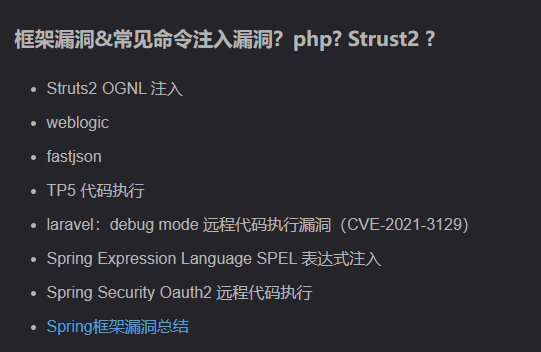 框架漏洞&常见命令注入漏洞？php? Strust2 ？
Struts2 OGNL 注入
weblogic
fastjson
TP5 代码执行
laravel：debug mode 远程代码执行漏洞（CVE-2021-3129）
Spring Expression Language SPEL 表达式注入
Spring Security Oauth2 远程代码执行
Spring框架漏洞总结